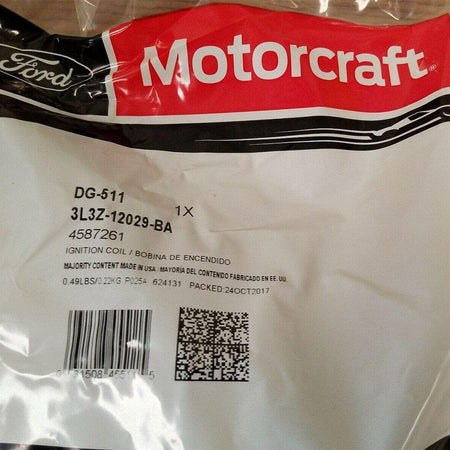 Ford
Motorcraft
DG-511
1X
3L3Z-12029-BA
4587261
IGNITION COIL / BOBINA DE ENCENDIDO
MAJORITY CONTENT MADE IN USA MAYORIA DEL CONTENIDO FABRICADO EN EE. UU.
0.49LBS/0.22KG P025A 624131 PACKED:24OCT2017